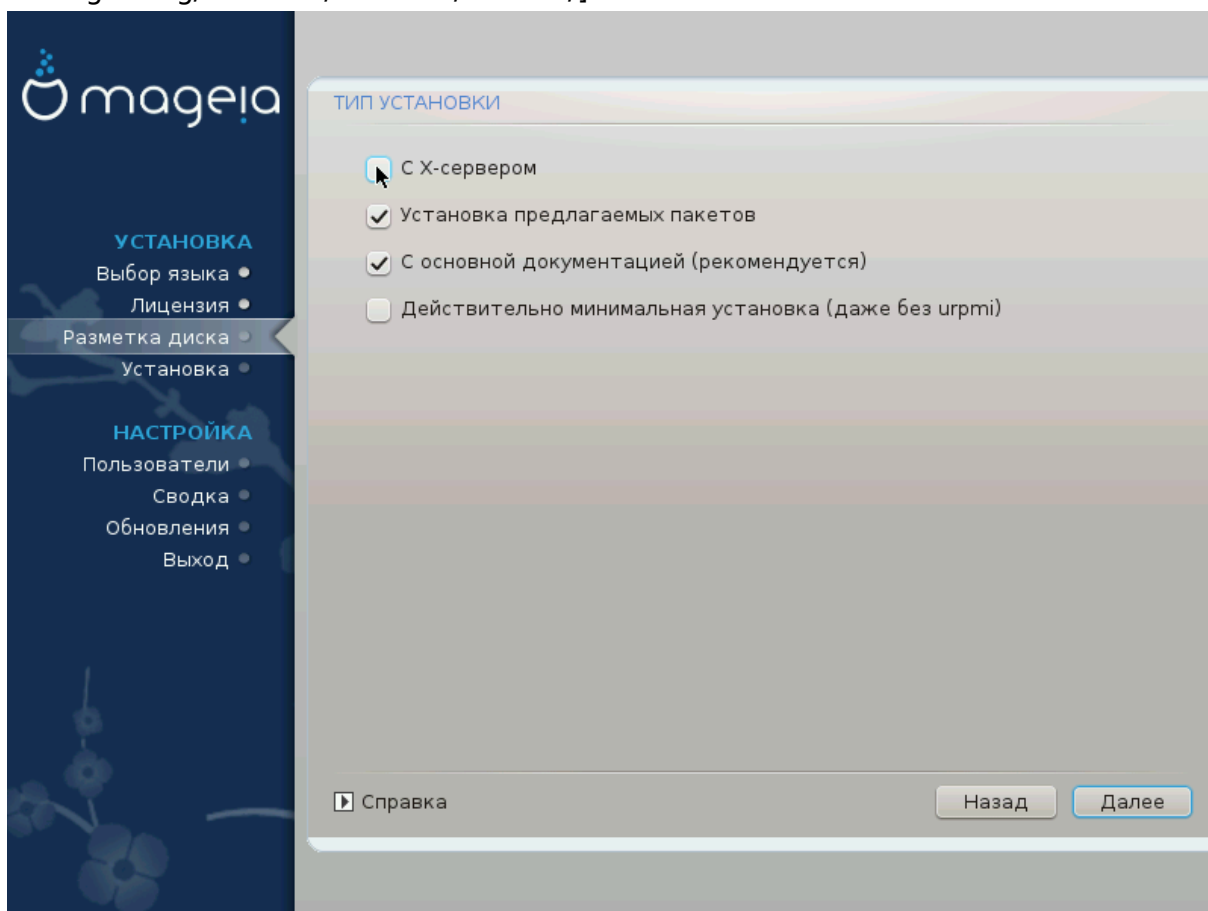 mageia
УСТАНОВКА
Выбор языка
Лицензия
Разметка диска
Установка
НАСТРОЙКА
Пользователи
Сводка
Обновления
Выход
ТИП УСТАНОВКИ
С X-сервером
Установка предлагаемых пакетов
С основной документацией (рекомендуется)
Действительно минимальная установка (даже без urpmi)
Справка
Назад
Далее